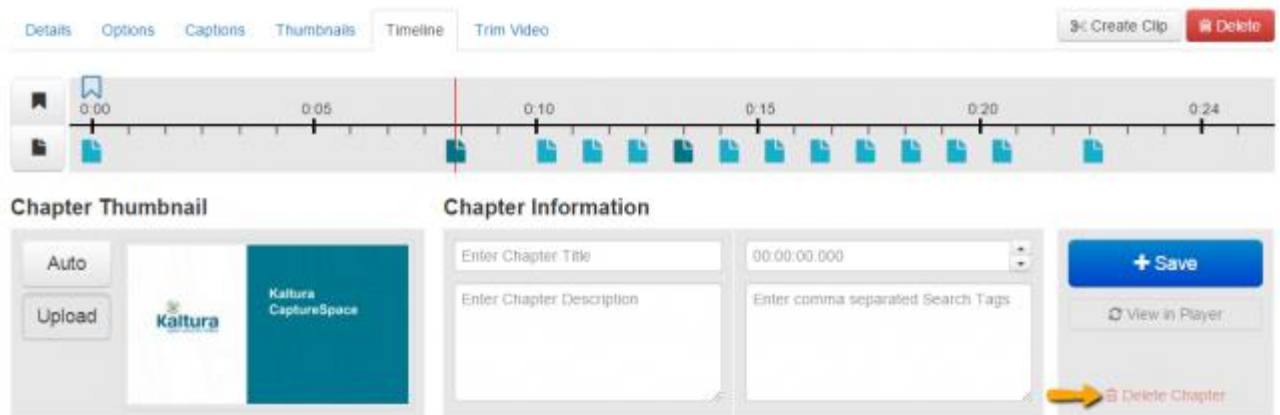 Details Options Captions Thumbnails Timeline Trim Video Create Clip Delete
0:00 0:05 0:10 0:15 0:20 0:24
Chapter Thumbnail Chapter Information
Auto
Upload
Kaltura
Kaltura
CaptureSpace
Enter Chapter Title 00:00:00.000
Enter Chapter Description Enter comma separated Search Tags
+ Save
View in Player
Delete Chapter